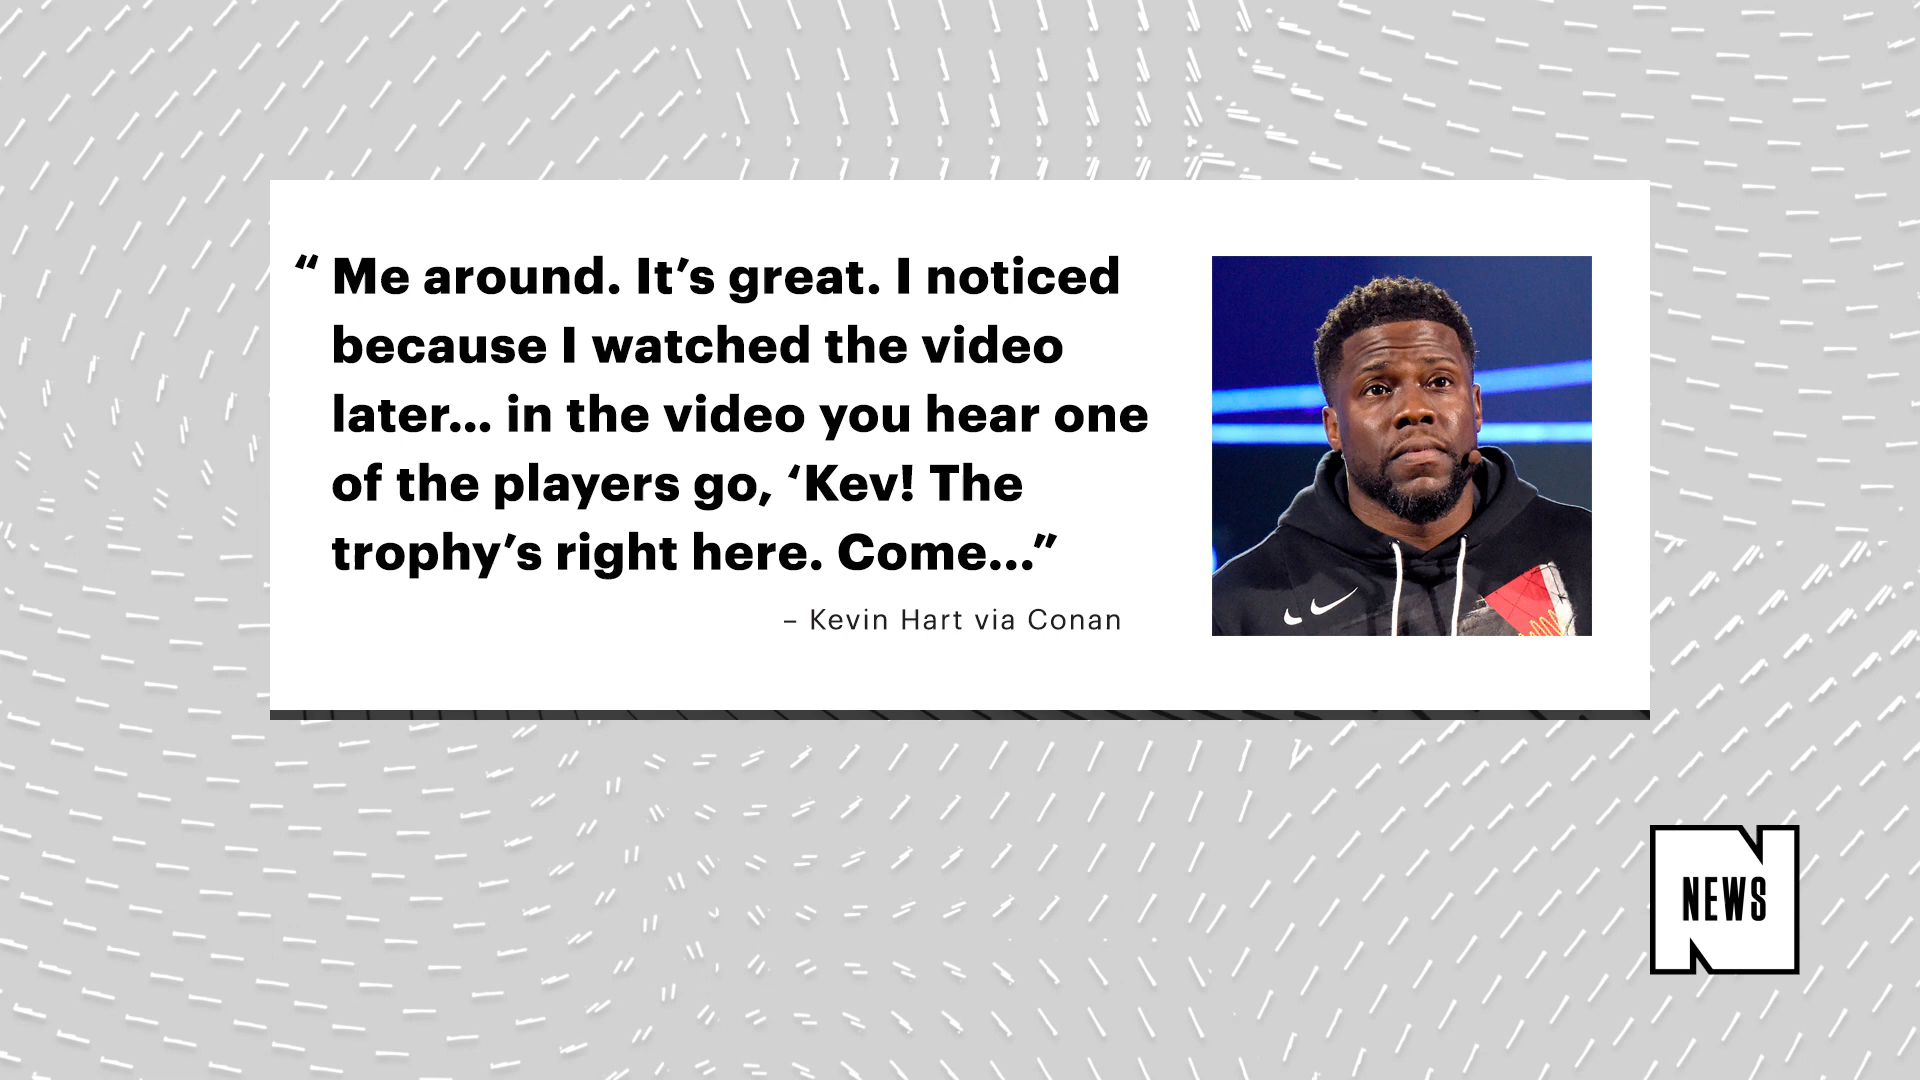 “ Me around. It’s great. I noticed
because I watched the video
later... in the video you hear one
of the players go, ‘Kev! The
trophy’s right here. Come...”
– Kevin Hart via Conan
NEWS